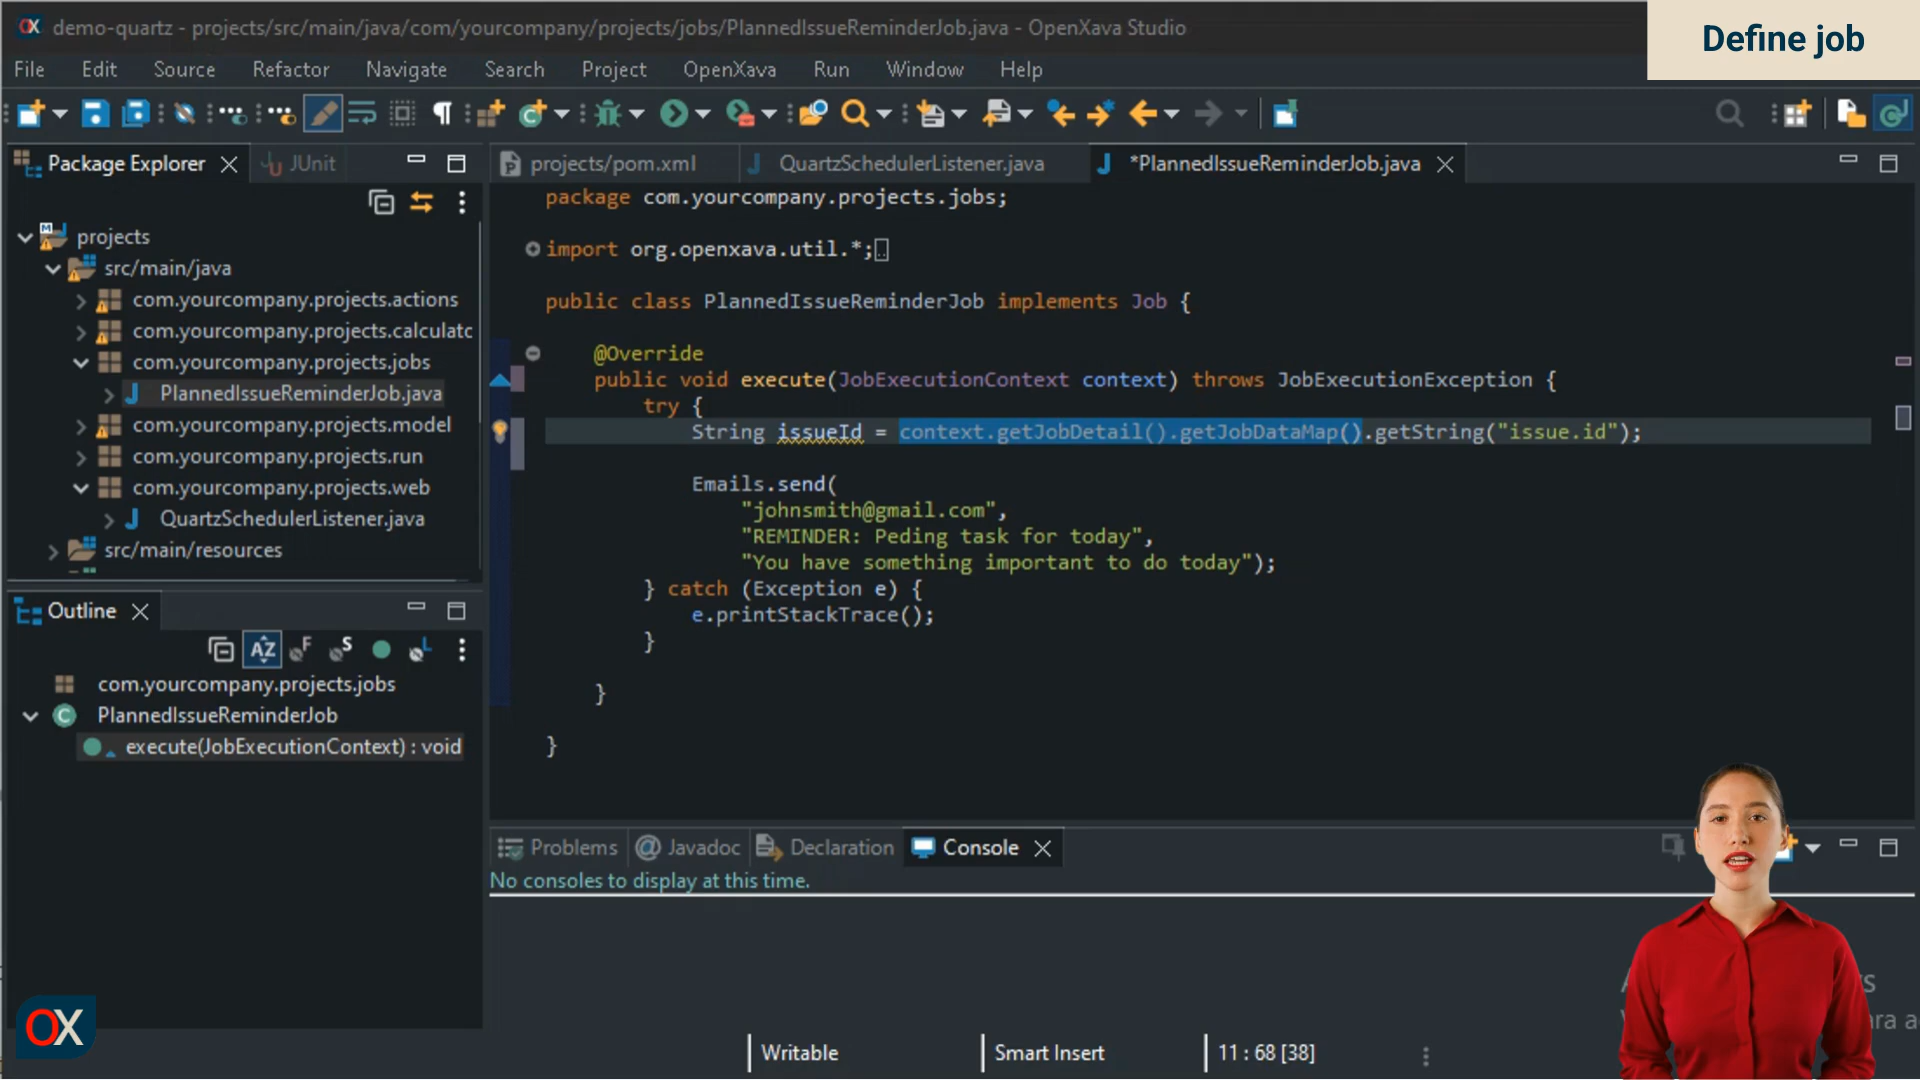 demo-quartz - projects/src/main/java/com/yourcompany/projects/jobs/PlannedIssueReminderJob.java - OpenXava Studio
Define job
File Edit Source Refactor Navigate Search Project OpenXava Run Window Help
Package Explorer JUnit
projects
src/main/java
com.yourcompany.projects.actions
com.yourcompany.projects.calculatc
com.yourcompany.projects.jobs
PlannedIssueReminderJob.java
com.yourcompany.projects.model
com.yourcompany.projects.run
com.yourcompany.projects.web
QuartzSchedulerListener.java
src/main/resources
Outline
com.yourcompany.projects.jobs
PlannedIssueReminderJob
execute(JobExecutionContext) : void
projects/pom.xml QuartzSchedulerListener.java *PlannedIssueReminderJob.java
package com.yourcompany.projects.jobs;
import org.openxava.util.*;
public class PlannedIssueReminderJob implements Job {
@Override
public void execute(JobExecutionContext context) throws JobExecutionException {
try {
String issueId = context.getJobDetail().getJobDataMap().getString("issue.id");
Emails.send(
"johnsmith@gmail.com",
"REMINDER: Peding task for today",
"You have something important to do today");
} catch (Exception e) {
e.printStackTrace();
}
}
}
Problems Javadoc Declaration Console
No consoles to display at this time.
OX
Writable Smart Insert 11 : 68 [38]